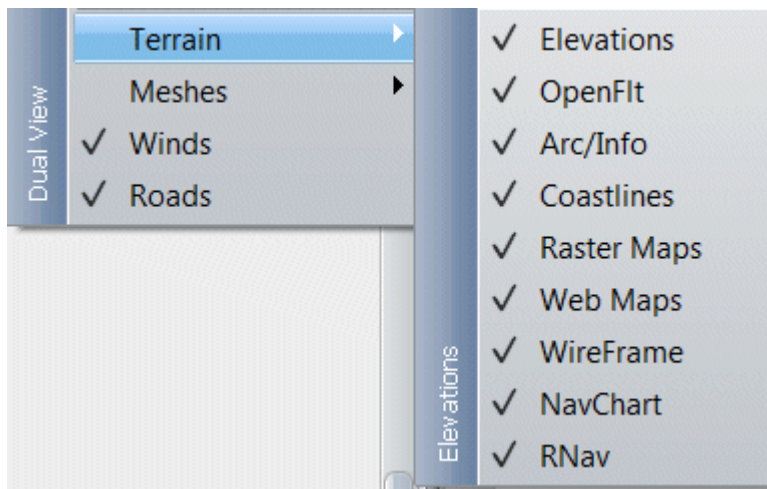 Dual View
Terrain
Meshes
Winds
Roads
Elevations
Elevations
OpenFlt
Arc/Info
Coastlines
Raster Maps
Web Maps
WireFrame
NavChart
RNav